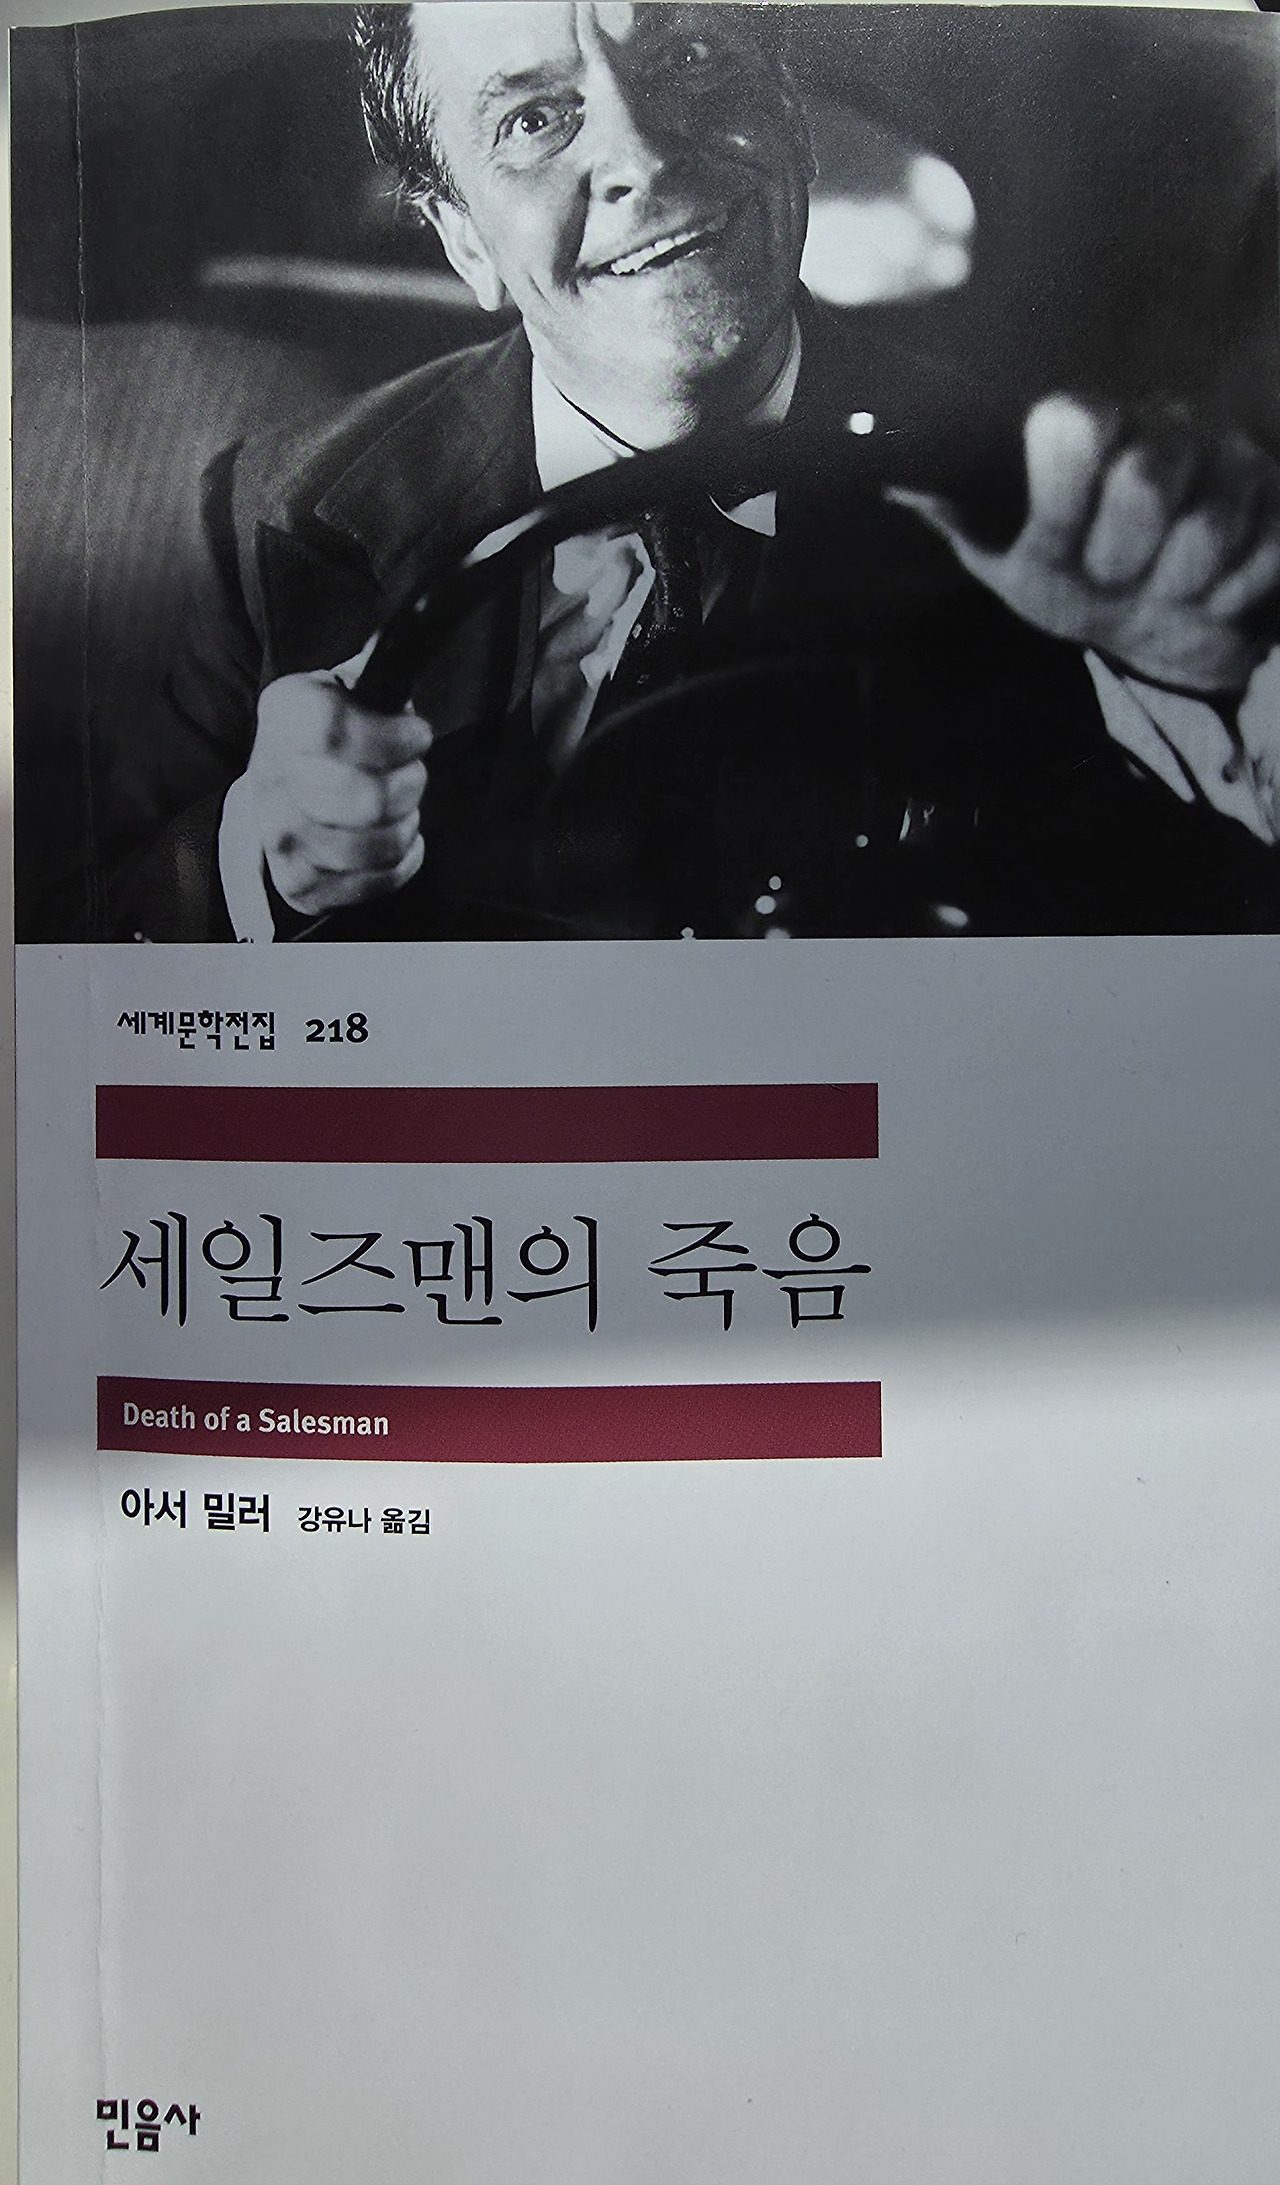 세계문학전집 218
세일즈맨의 죽음
Death of a Salesman
아서 밀러 강유나 옮김
민음사